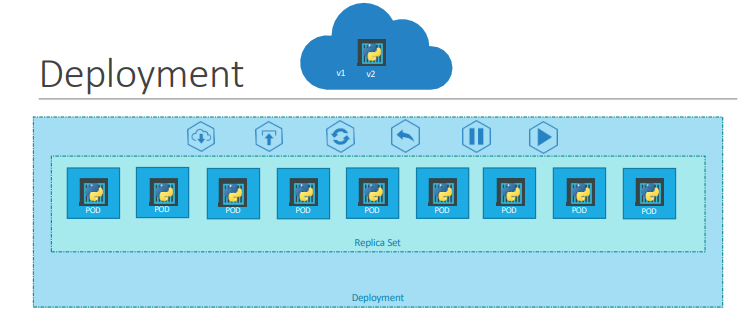 Deployment
v1 v2
POD POD POD POD POD POD POD POD POD
Replica Set
Deployment